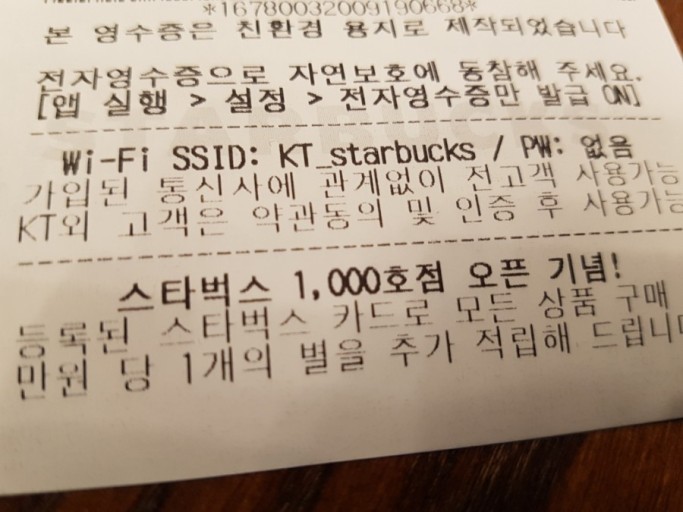 *16780032009190668*
본 영수증은 친환경 용지로 제작되었습니다
전자영수증으로 자연보호에 동참해 주세요.
[앱 실행 > 설정 > 전자영수증만 발급 ON]
Wi-Fi SSID: KT_starbucks / PW: 없음
가입된 통신사에 관계없이 전고객 사용가능
KT외 고객은 약관동의 및 인증 후 사용가능
스타벅스 1,000호점 오픈 기념!
등록된 스타벅스 카드로 모든 상품 구매
만원 당 1개의 별을 추가 적립해 드립니다